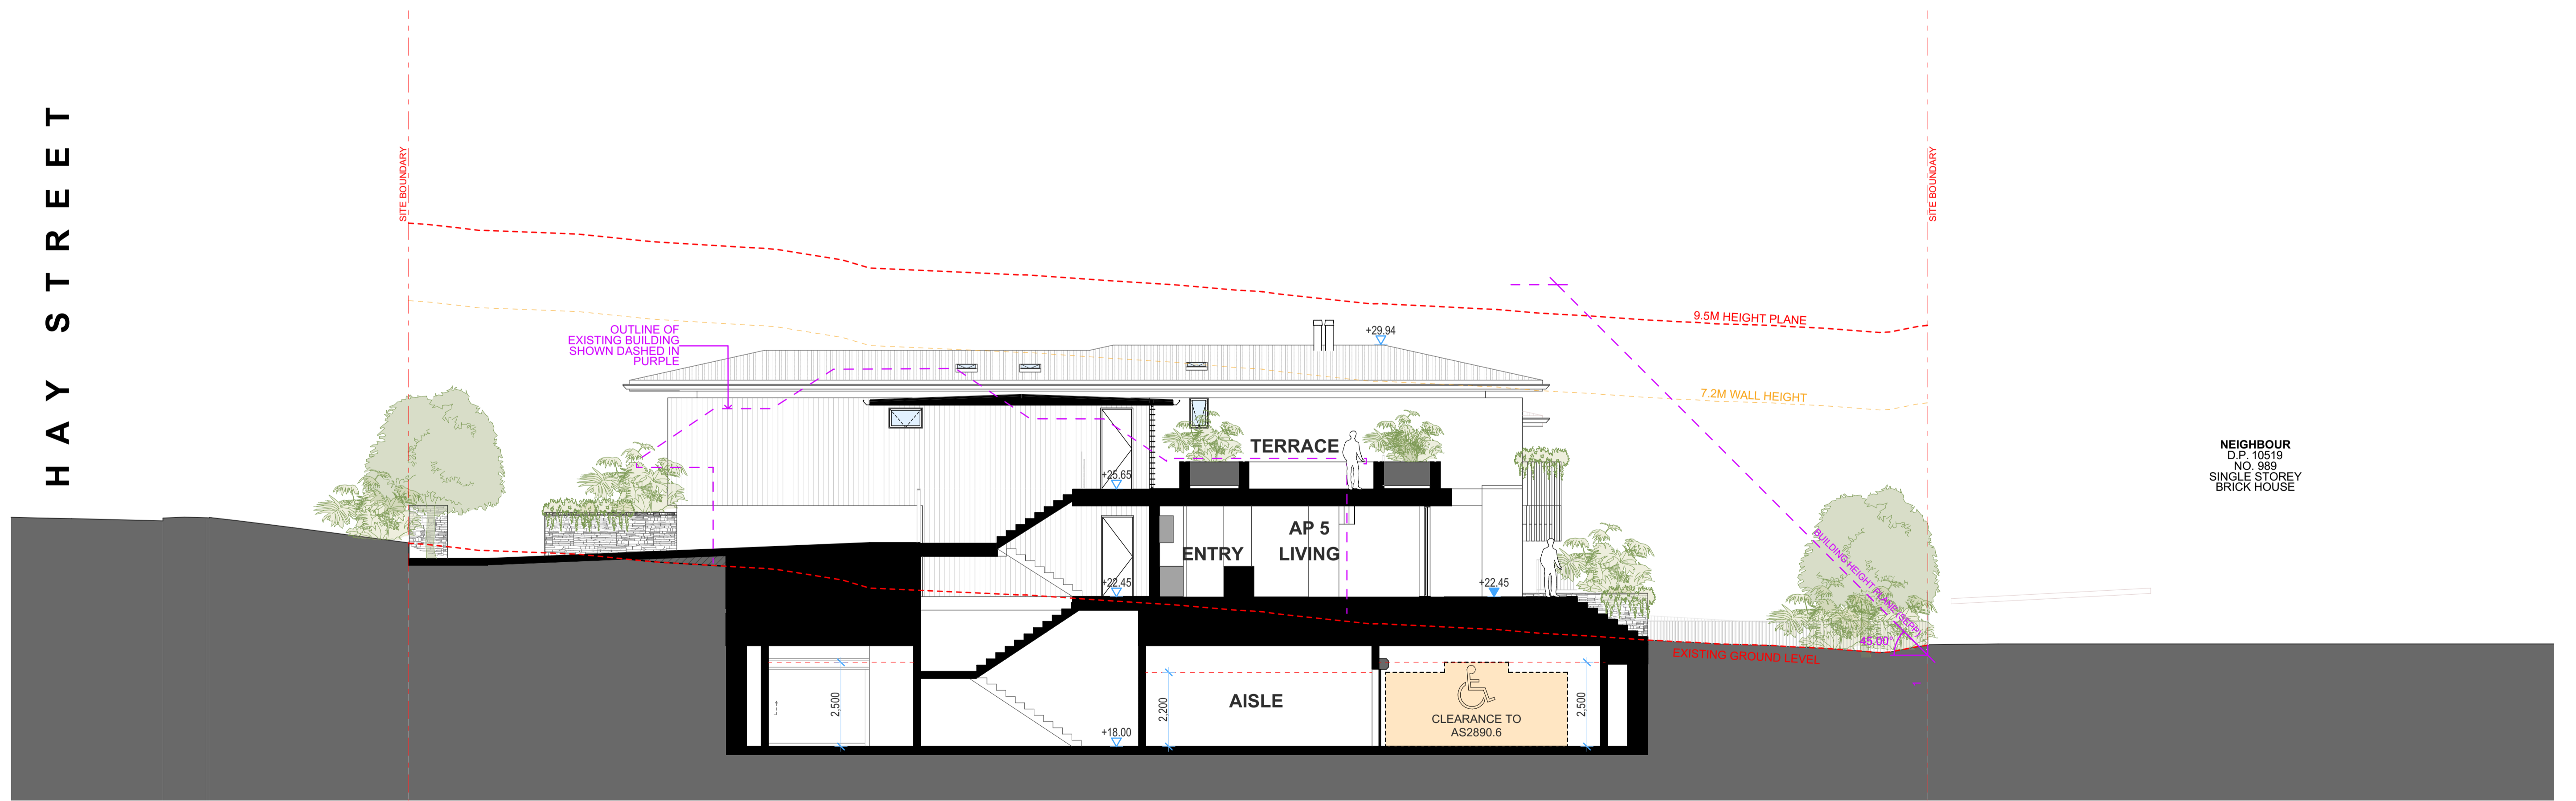 HAY STREET
SITE BOUNDARY
SITE BOUNDARY
9.5M HEIGHT PLANE
OUTLINE OF
EXISTING BUILDING
SHOWN DASHED IN
PURPLE
+29.94
7.2M WALL HEIGHT
NEIGHBOUR
D.P. 10519
NO. 989
SINGLE STOREY
BRICK HOUSE
TERRACE
+25.65
AP 5
LIVING
ENTRY
+22.45
+22.45
BUILDING HEIGHT PLANE (SEPP)
45.00°
EXISTING GROUND LEVEL
2,500
2,200
AISLE
CLEARANCE TO
AS2890.6
2,500
+18.00